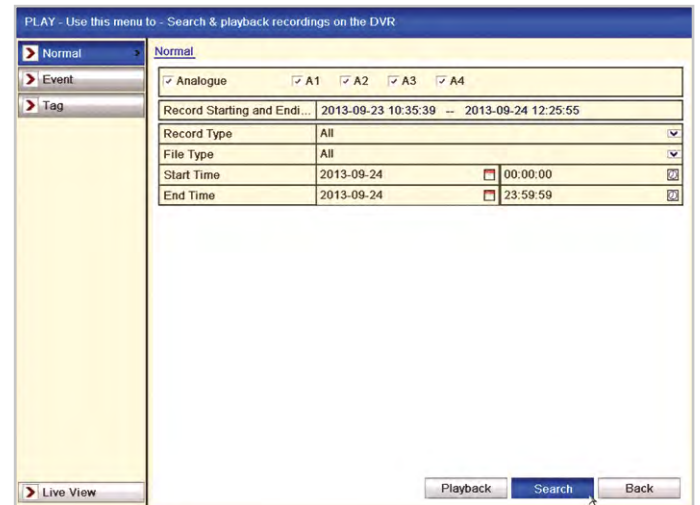 PLAY - Use this menu to - Search & playback recordings on the DVR
Normal
Event
Tag
Live View
Normal
Analogue A1 A2 A3 A4
Record Starting and Endi... 2013-09-23 10:35:39 -- 2013-09-24 12:25:55
Record Type All
File Type All
Start Time 2013-09-24 00:00:00
End Time 2013-09-24 23:59:59
Playback Search Back